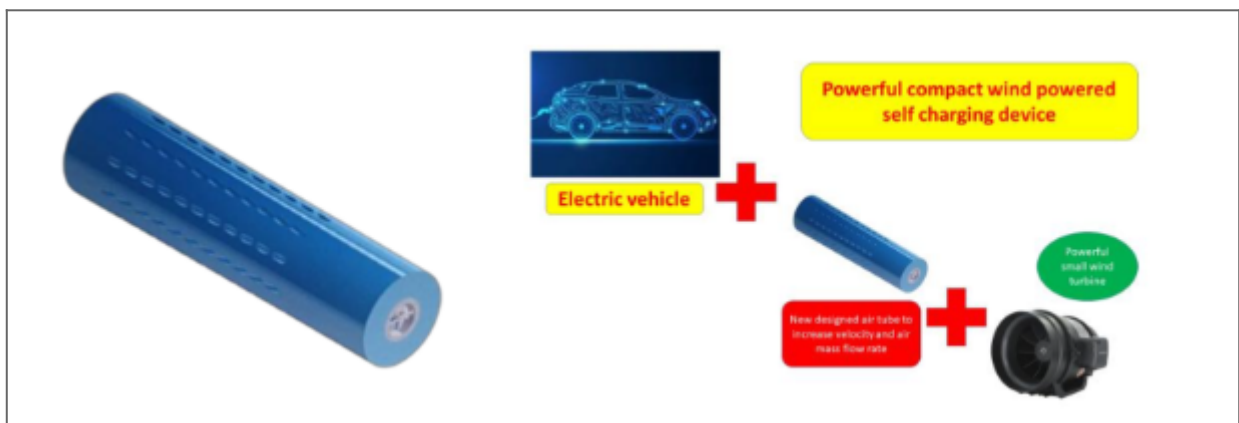 Powerful compact wind powered
self charging device
Electric vehicle
Powerful
small wind
turbine
New designed air tube to
increase velocity and air
mass flow rate